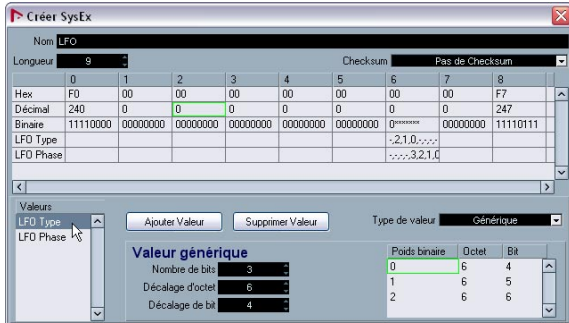 Créer SysEx
Nom LFO
Longueur 9 Checksum Pas de Checksum
0 1 2 3 4 5 6 7 8
Hex F0 00 00 00 00 00 00 00 F7
Décimal 240 0 0 0 0 0 0 0 247
Binaire 11110000 00000000 00000000 00000000 00000000 00000000 0******* 00000000 11110111
LFO Type -,2,1,0,-,-,-,-
LFO Phase -,-,-,-,3,2,1,0
Valeurs
LFO Type Ajouter Valeur Supprimer Valeur Type de valeur Générique
LFO Phase
Valeur générique Poids binaire Octet Bit
Nombre de bits 3 0 6 4
Décalage d'octet 6 1 6 5
Décalage de bit 4 2 6 6